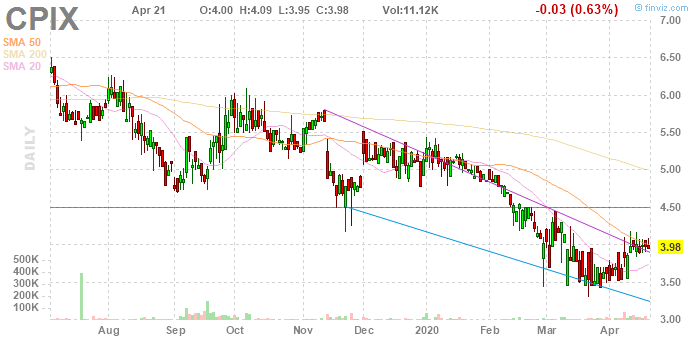 CPIX Apr 21 O:4.00 H:4.09 L:3.95 C:3.98 Vol:11.12K -0.03 (0.63%) © finviz.com
SMA 50
SMA 200
SMA 20
DAILY
7.00
6.50
6.00
5.50
5.00
4.50
3.98
3.50
3.00
500K
400K
300K
200K
100K
Aug Sep Oct Nov Dec 2020 Feb Mar Apr